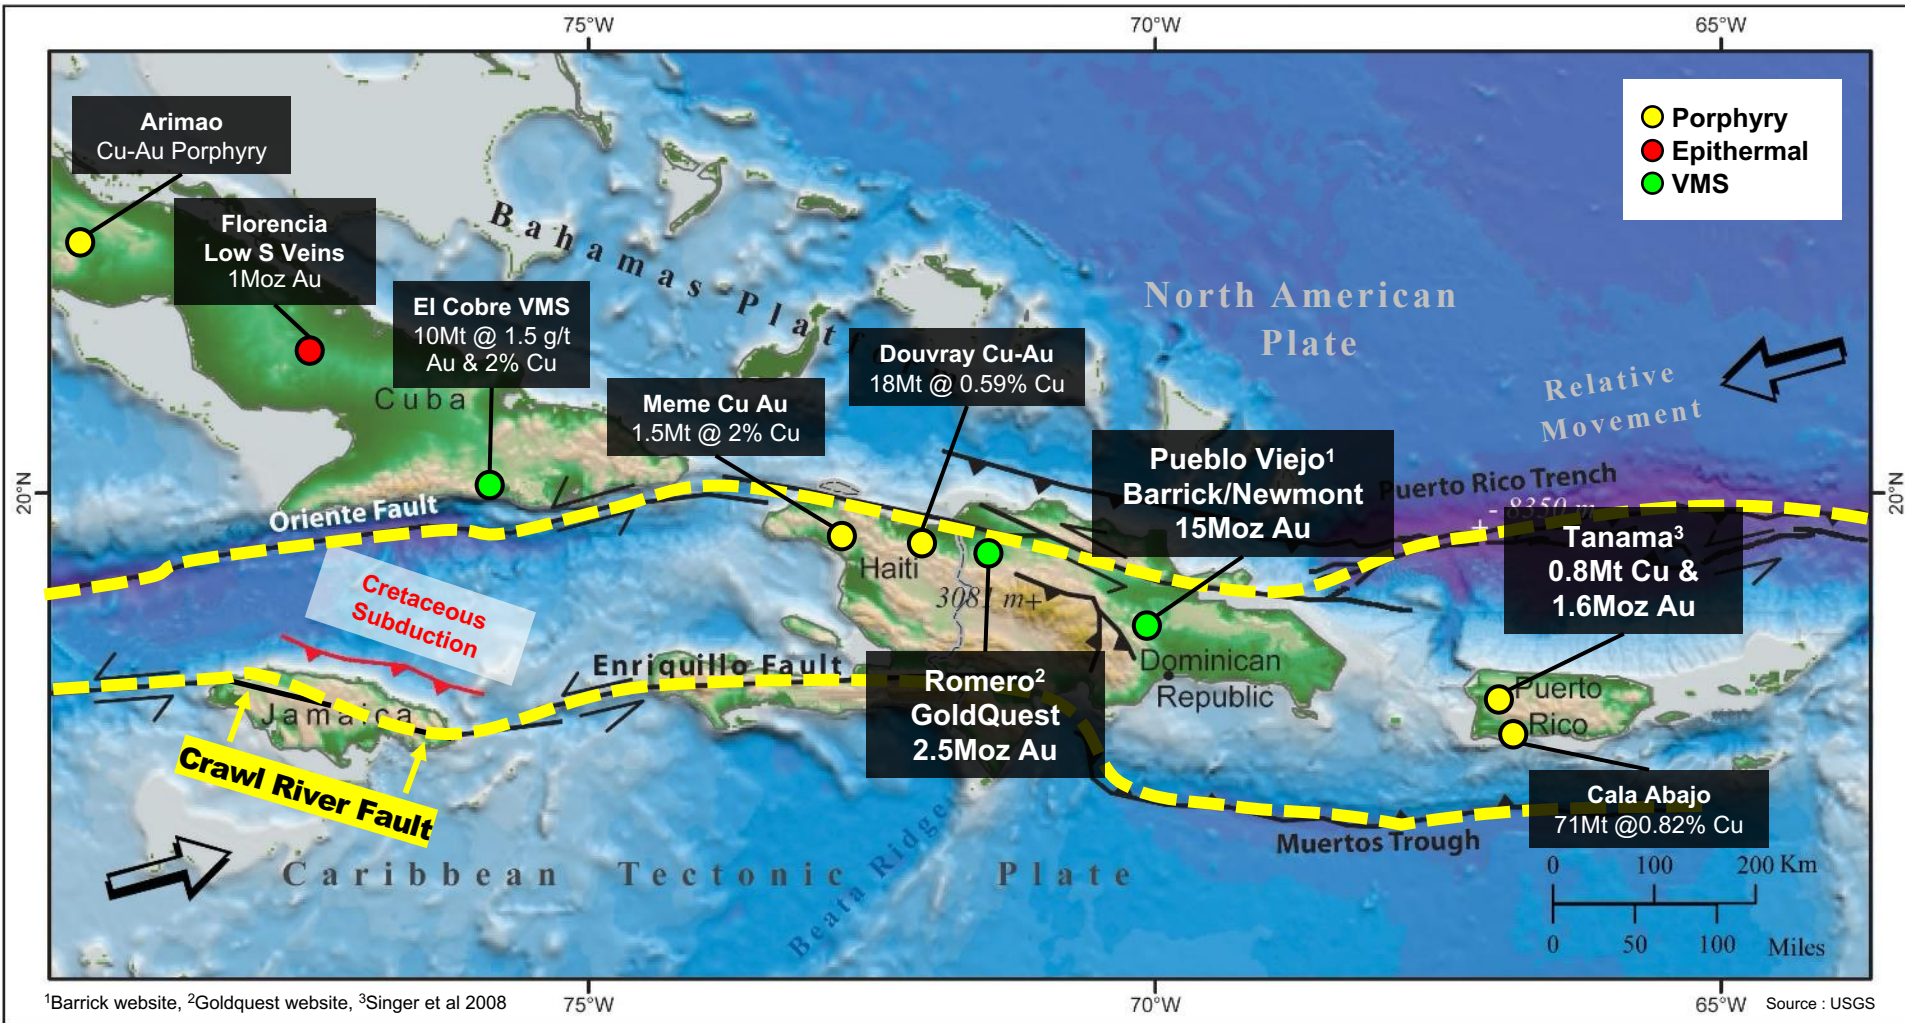 75°W
70°W
65°W
Arimao
Cu-Au Porphyry
Porphyry
Epithermal
VMS
Florencia
Low S Veins
1Moz Au
Bahamas Platform
El Cobre VMS
10Mt @ 1.5 g/t
Au & 2% Cu
North American
Plate
Douvray Cu-Au
18Mt @ 0.59% Cu
Relative
Movement
Cuba
Meme Cu Au
1.5Mt @ 2% Cu
Pueblo Viejo¹
Barrick/Newmont
15Moz Au
Puerto Rico Trench
- 8350 m
+
20°N
20°N
Oriente Fault
Tanama³
0.8Mt Cu &
1.6Moz Au
Haiti
3081 m+
Cretaceous
Subduction
Enriquillo Fault
Dominican
Republic
Romero²
GoldQuest
2.5Moz Au
Puerto
Rico
Jamaica
Crawl River Fault
Cala Abajo
71Mt @0.82% Cu
Muertos Trough
Beata Ridge
Caribbean Tectonic Plate
0 100 200 Km
0 50 100 Miles
¹Barrick website, ²Goldquest website, ³Singer et al 2008
75°W
70°W
65°W
Source : USGS